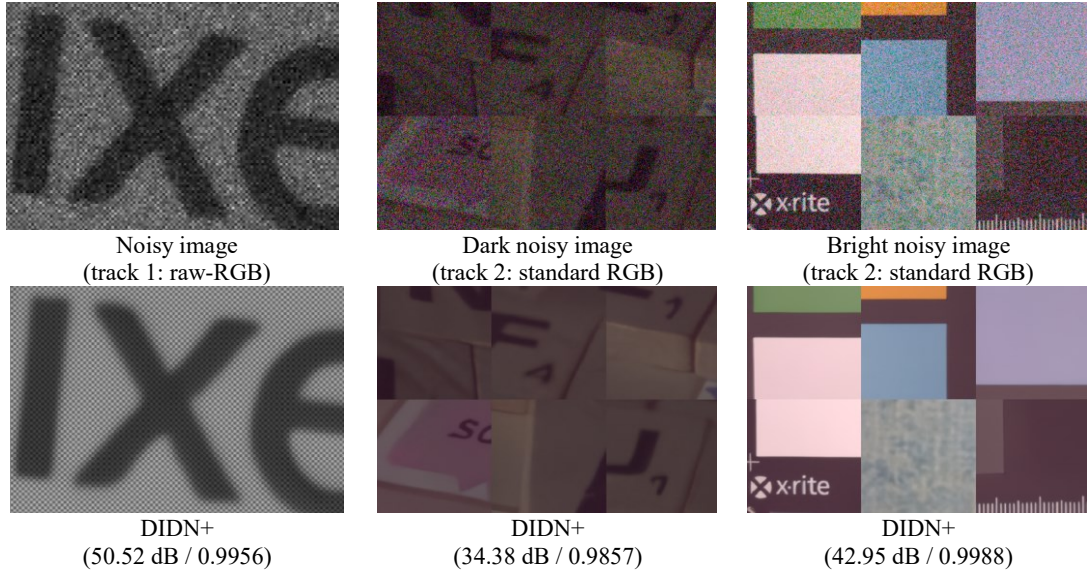 Ixe
Noisy image
(track 1: raw-RGB)
Dark noisy image
(track 2: standard RGB)
x·rite
Bright noisy image
(track 2: standard RGB)
Ixe
DIDN+
(50.52 dB / 0.9956)
DIDN+
(34.38 dB / 0.9857)
x·rite
DIDN+
(42.95 dB / 0.9988)